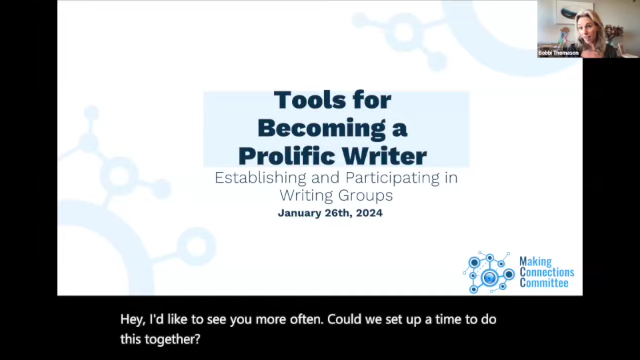 Bobbi Thomason
Tools for
Becoming a
Prolific Writer
Establishing and Participating in
Writing Groups
January 26th, 2024
Making
Connections
Committee
Hey, I'd like to see you more often. Could we set up a time to do
this together?